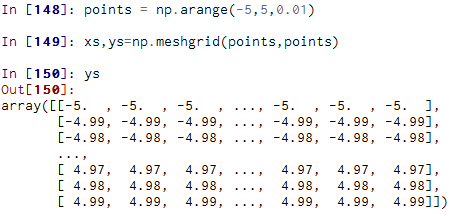 In [148]: points = np.arange(-5,5,0.01)
In [149]: xs,ys=np.meshgrid(points,points)
In [150]: ys
Out[150]:
array([[-5.  , -5.  , -5.  , ..., -5.  , -5.  , -5.  ],
       [-4.99, -4.99, -4.99, ..., -4.99, -4.99, -4.99],
       [-4.98, -4.98, -4.98, ..., -4.98, -4.98, -4.98],
       ...,
       [ 4.97,  4.97,  4.97, ...,  4.97,  4.97,  4.97],
       [ 4.98,  4.98,  4.98, ...,  4.98,  4.98,  4.98],
       [ 4.99,  4.99,  4.99, ...,  4.99,  4.99,  4.99]])